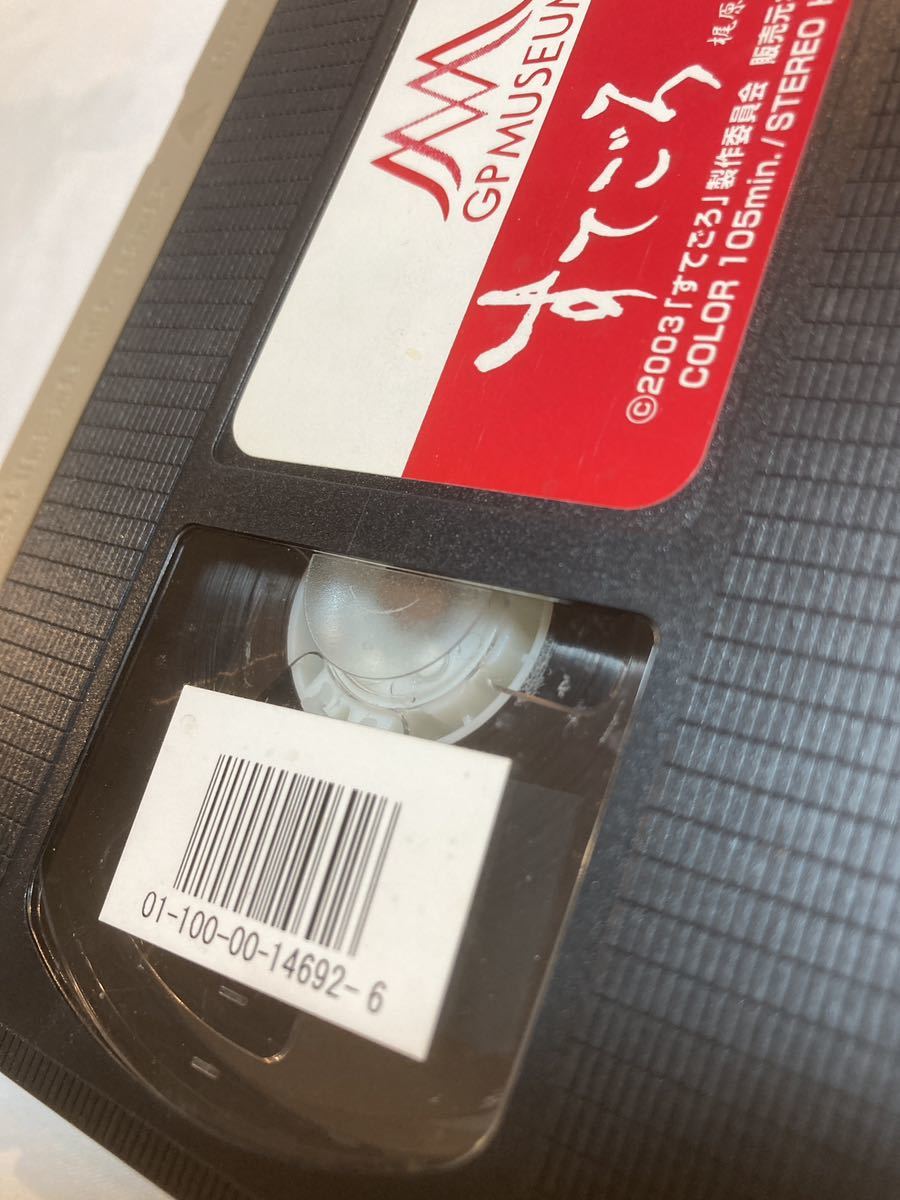 GP MUSEUM
すてごろ
梶原
©2003「すてごろ」製作委員会 販売元
COLOR 105min. / STEREO
01-100-00-14692-6